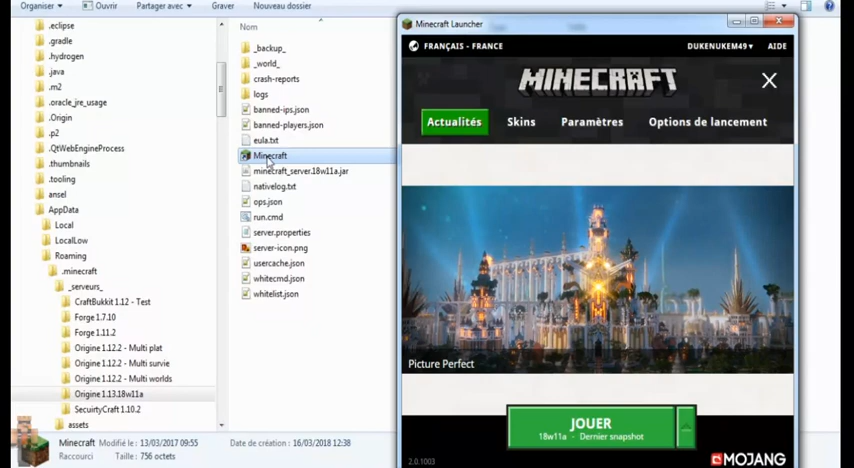 Organiser
Ouvrir
Partager avec
Graver
Nouveau dossier
.eclipse
.gradle
.hydrogen
.java
.m2
.oracle_jre_usage
.Origin
.p2
.QtWebEngineProcess
.thumbnails
.tooling
ansel
AppData
Local
LocalLow
Roaming
.minecraft
_serveurs_
CraftBukkit 1.12 - Test
Forge 1.7.10
Forge 1.11.2
Origine 1.12.2 - Multi plat
Origine 1.12.2 - Multi survie
Origine 1.12.2 - Multi worlds
Origine 1.13.18w11a
SecuirtyCraft 1.10.2
assets
Nom
_backup_
_world_
crash-reports
logs
banned-ips.json
banned-players.json
eula.txt
Minecraft
minecraft_server.18w11a.jar
nativelog.txt
ops.json
run.cmd
server.properties
server-icon.png
usercache.json
whitecmd.json
whitelist.json
Minecraft Modifié le : 13/03/2017 09:55 Date de création : 16/03/2018 12:38
Raccourci Taille : 756 octets
Minecraft Launcher
FRANÇAIS - FRANCE DUKENUKEM49 AIDE
MINECRAFT
Actualités Skins Paramètres Options de lancement
Picture Perfect
JOUER
18w11a - Dernier snapshot
2.0.1003
MOJANG